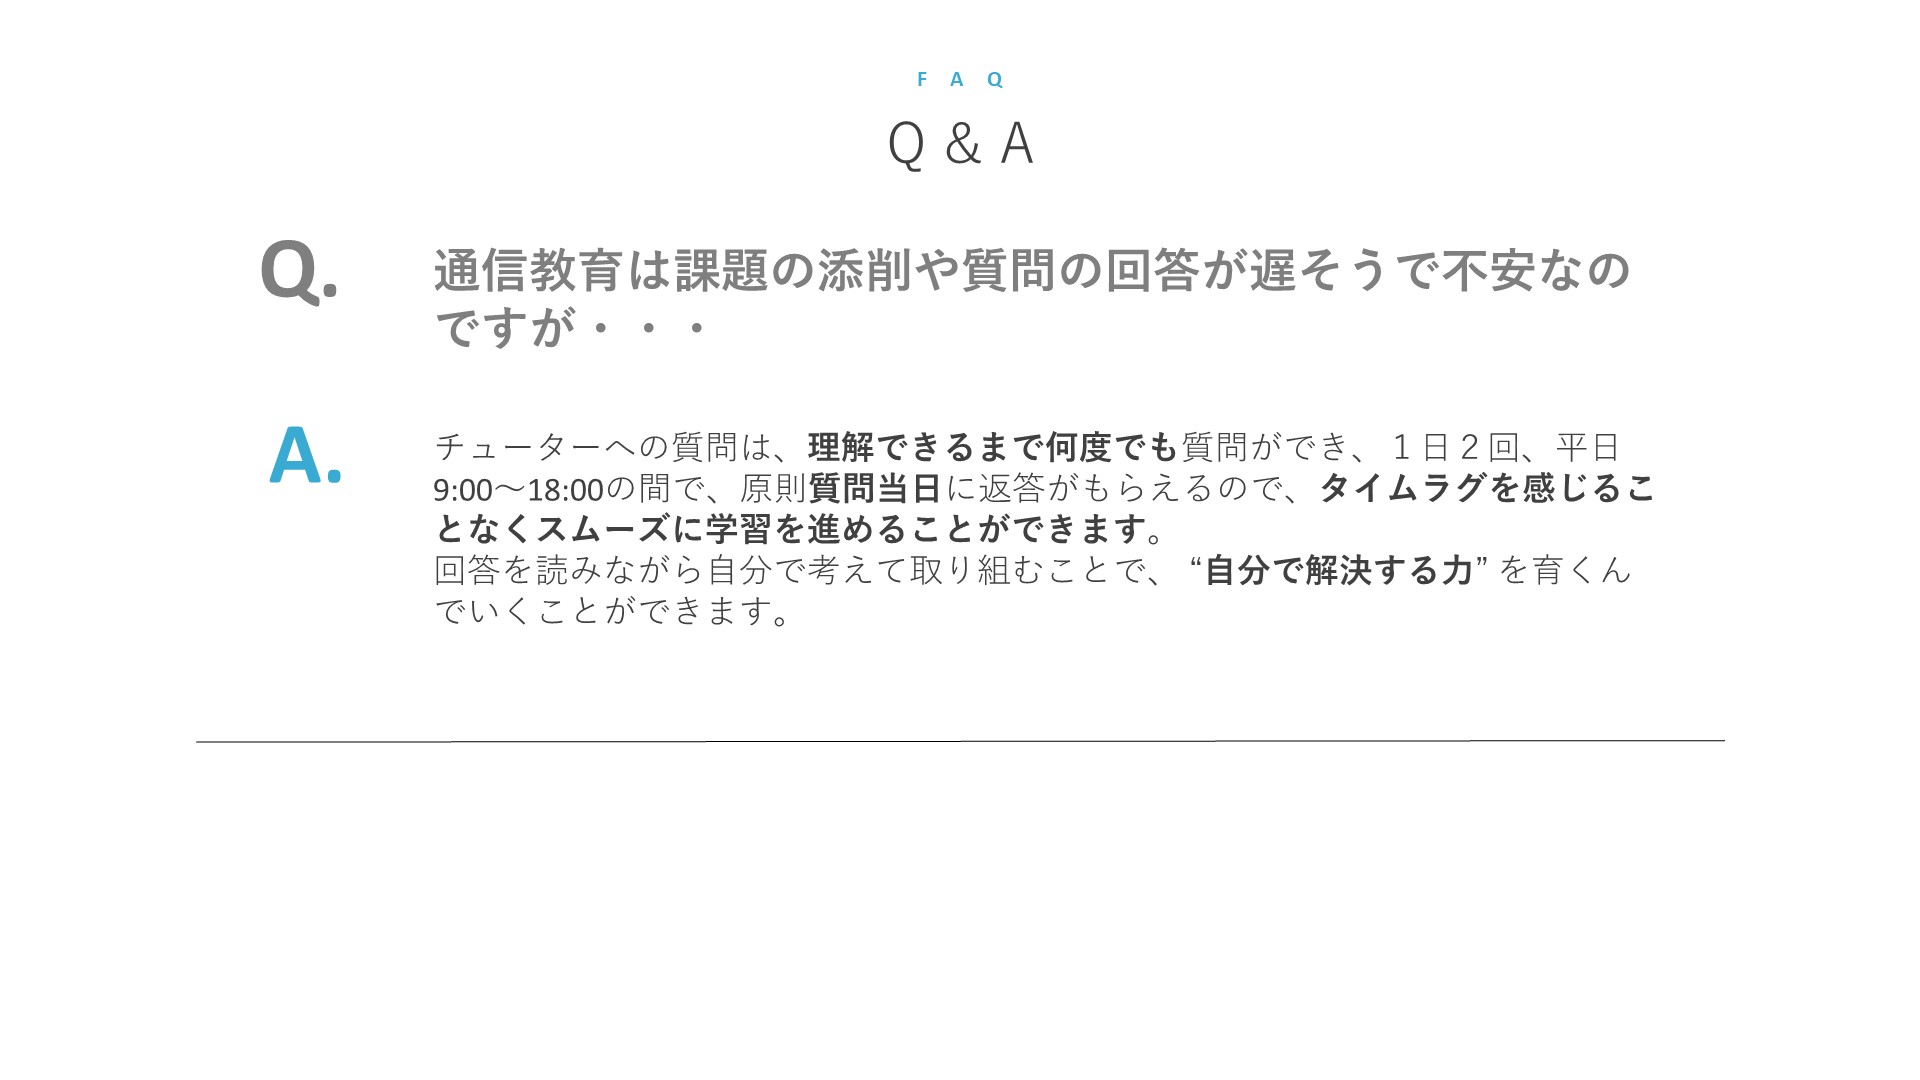 F A Q
Q & A
Q.
通信教育は課題の添削や質問の回答が遅そうで不安なの
ですが・・・
A.
チューターへの質問は、理解できるまで何度でも質問ができ、１日２回、平日
9:00～18:00の間で、原則質問当日に返答がもらえるので、タイムラグを感じるこ
となくスムーズに学習を進めることができます。
回答を読みながら自分で考えて取り組むことで、 “自分で解決する力” を育くん
でいくことができます。